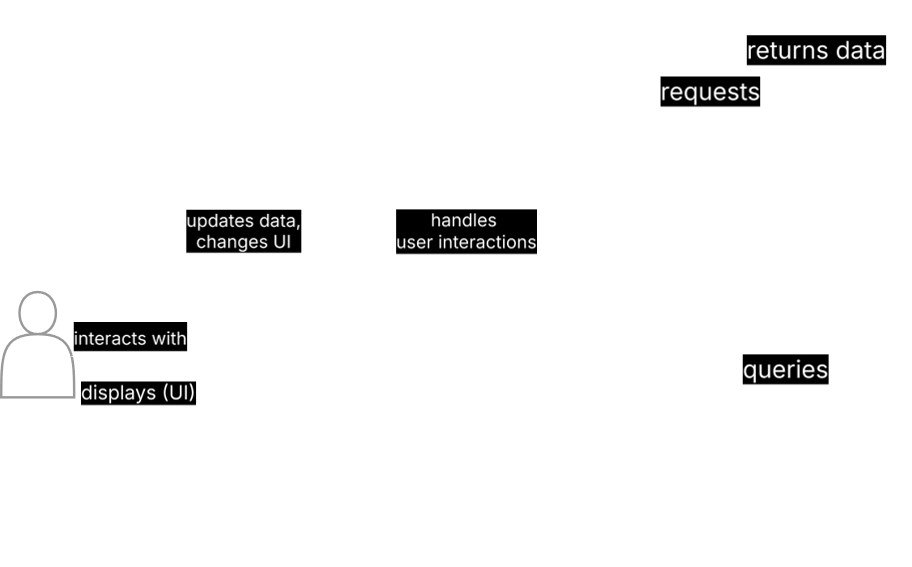 returns data
requests
updates data,
changes UI
handles
user interactions
interacts with
queries
displays (UI)